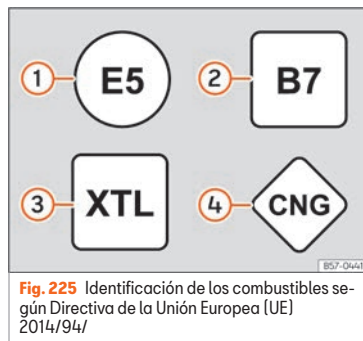 1 E5 2 B7
3 XTL 4 CNG
B57-0441
Fig. 225 Identificación de los combustibles se-
gún Directiva de la Unión Europea (UE)
2014/94/